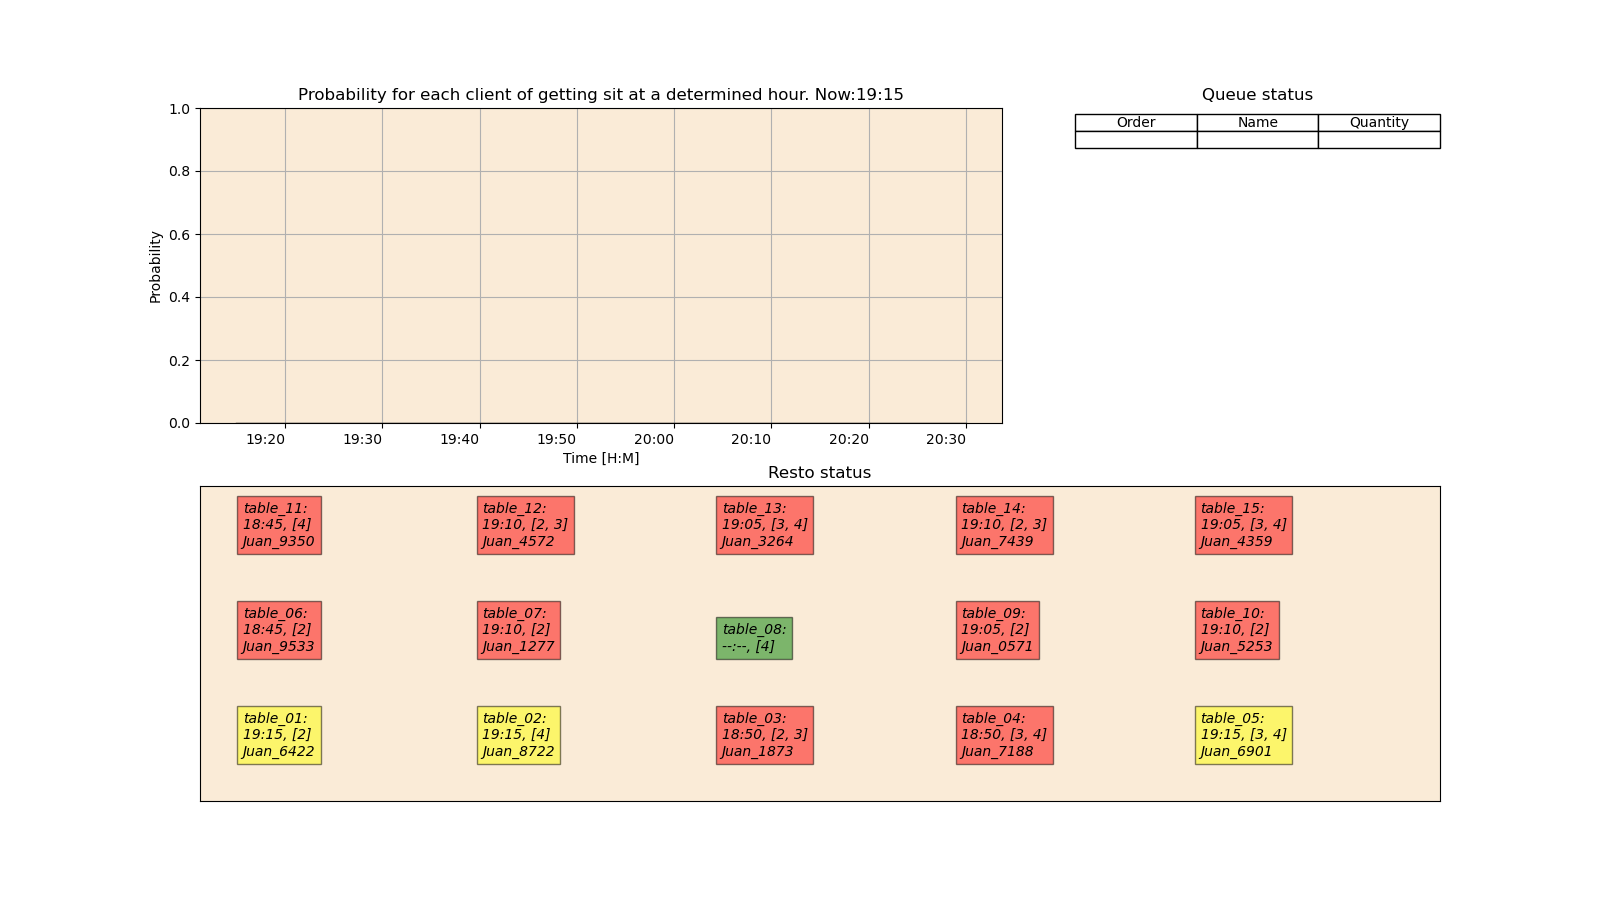 Probability for each client of getting sit at a determined hour. Now:19:15
1.0
0.8
0.6
0.4
0.2
0.0
Probability
19:20 19:30 19:40 19:50 20:00 20:10 20:20 20:30
Time [H:M]
Queue status
Order Name Quantity
Resto status
table_11:
18:45, [4]
Juan_9350
table_12:
19:10, [2, 3]
Juan_4572
table_13:
19:05, [3, 4]
Juan_3264
table_14:
19:10, [2, 3]
Juan_7439
table_15:
19:05, [3, 4]
Juan_4359
table_06:
18:45, [2]
Juan_9533
table_07:
19:10, [2]
Juan_1277
table_08:
--:--, [4]
table_09:
19:05, [2]
Juan_0571
table_10:
19:10, [2]
Juan_5253
table_01:
19:15, [2]
Juan_6422
table_02:
19:15, [4]
Juan_8722
table_03:
18:50, [2, 3]
Juan_1873
table_04:
18:50, [3, 4]
Juan_7188
table_05:
19:15, [3, 4]
Juan_6901